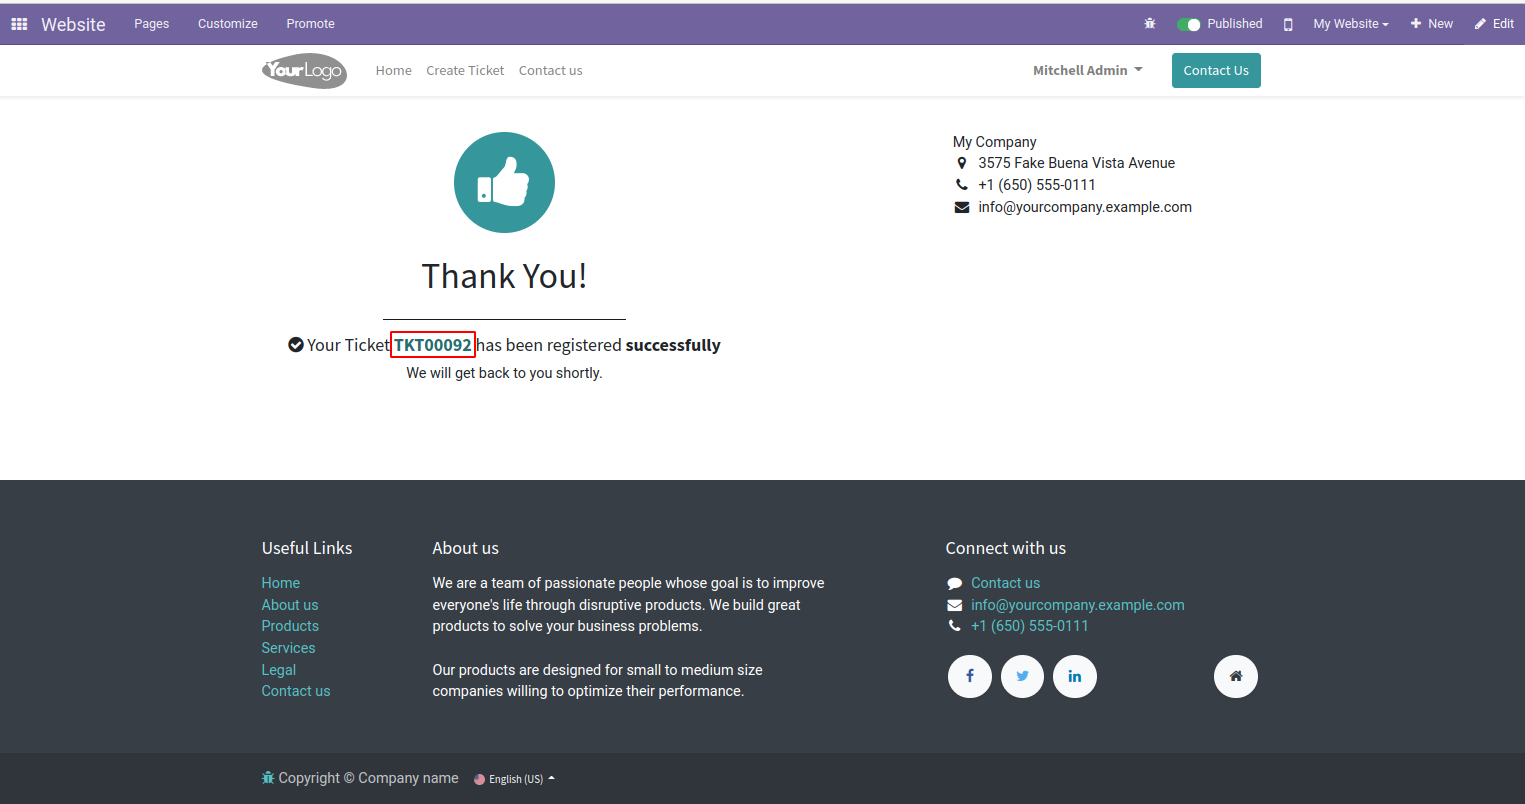 Website Pages Customize Promote Published My Website New Edit
YourLogo Home Create Ticket Contact us Mitchell Admin Contact Us
My Company
3575 Fake Buena Vista Avenue
+1 (650) 555-0111
info@yourcompany.example.com
Thank You!
Your Ticket TKT00092 has been registered successfully
We will get back to you shortly.
Useful Links
Home
About us
Products
Services
Legal
Contact us
About us
We are a team of passionate people whose goal is to improve
everyone's life through disruptive products. We build great
products to solve your business problems.
Our products are designed for small to medium size
companies willing to optimize their performance.
Connect with us
Contact us
info@yourcompany.example.com
+1 (650) 555-0111
Copyright © Company name English (US)